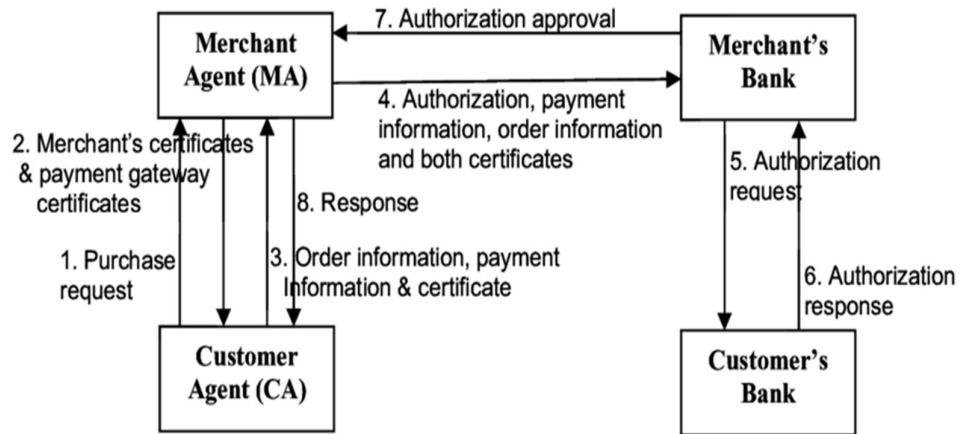 7. Authorization approval
Merchant
Agent (MA)
Merchant's
Bank
4. Authorization, payment
information, order information
and both certificates
2. Merchant's certificates
& payment gateway
certificates
5. Authorization
request
8. Response
1. Purchase
request
3. Order information, payment
Information & certificate
6. Authorization
response
Customer
Agent (CA)
Customer's
Bank